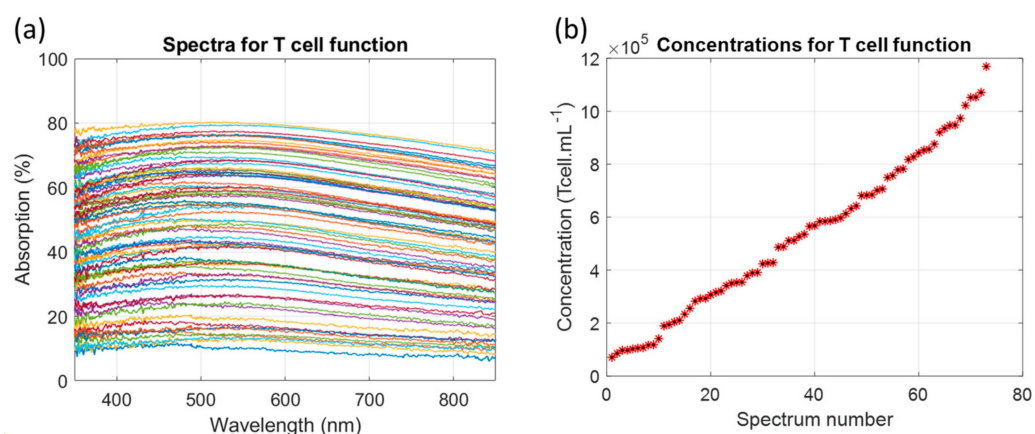 (a)
Spectra for T cell function
100
80
60
40
20
0
Absorption (%)
400 500 600 700 800
Wavelength (nm)
(b)
×10⁵ Concentrations for T cell function
12
10
8
6
4
2
0
Concentration (Tcell.mL⁻¹)
0 20 40 60 80
Spectrum number